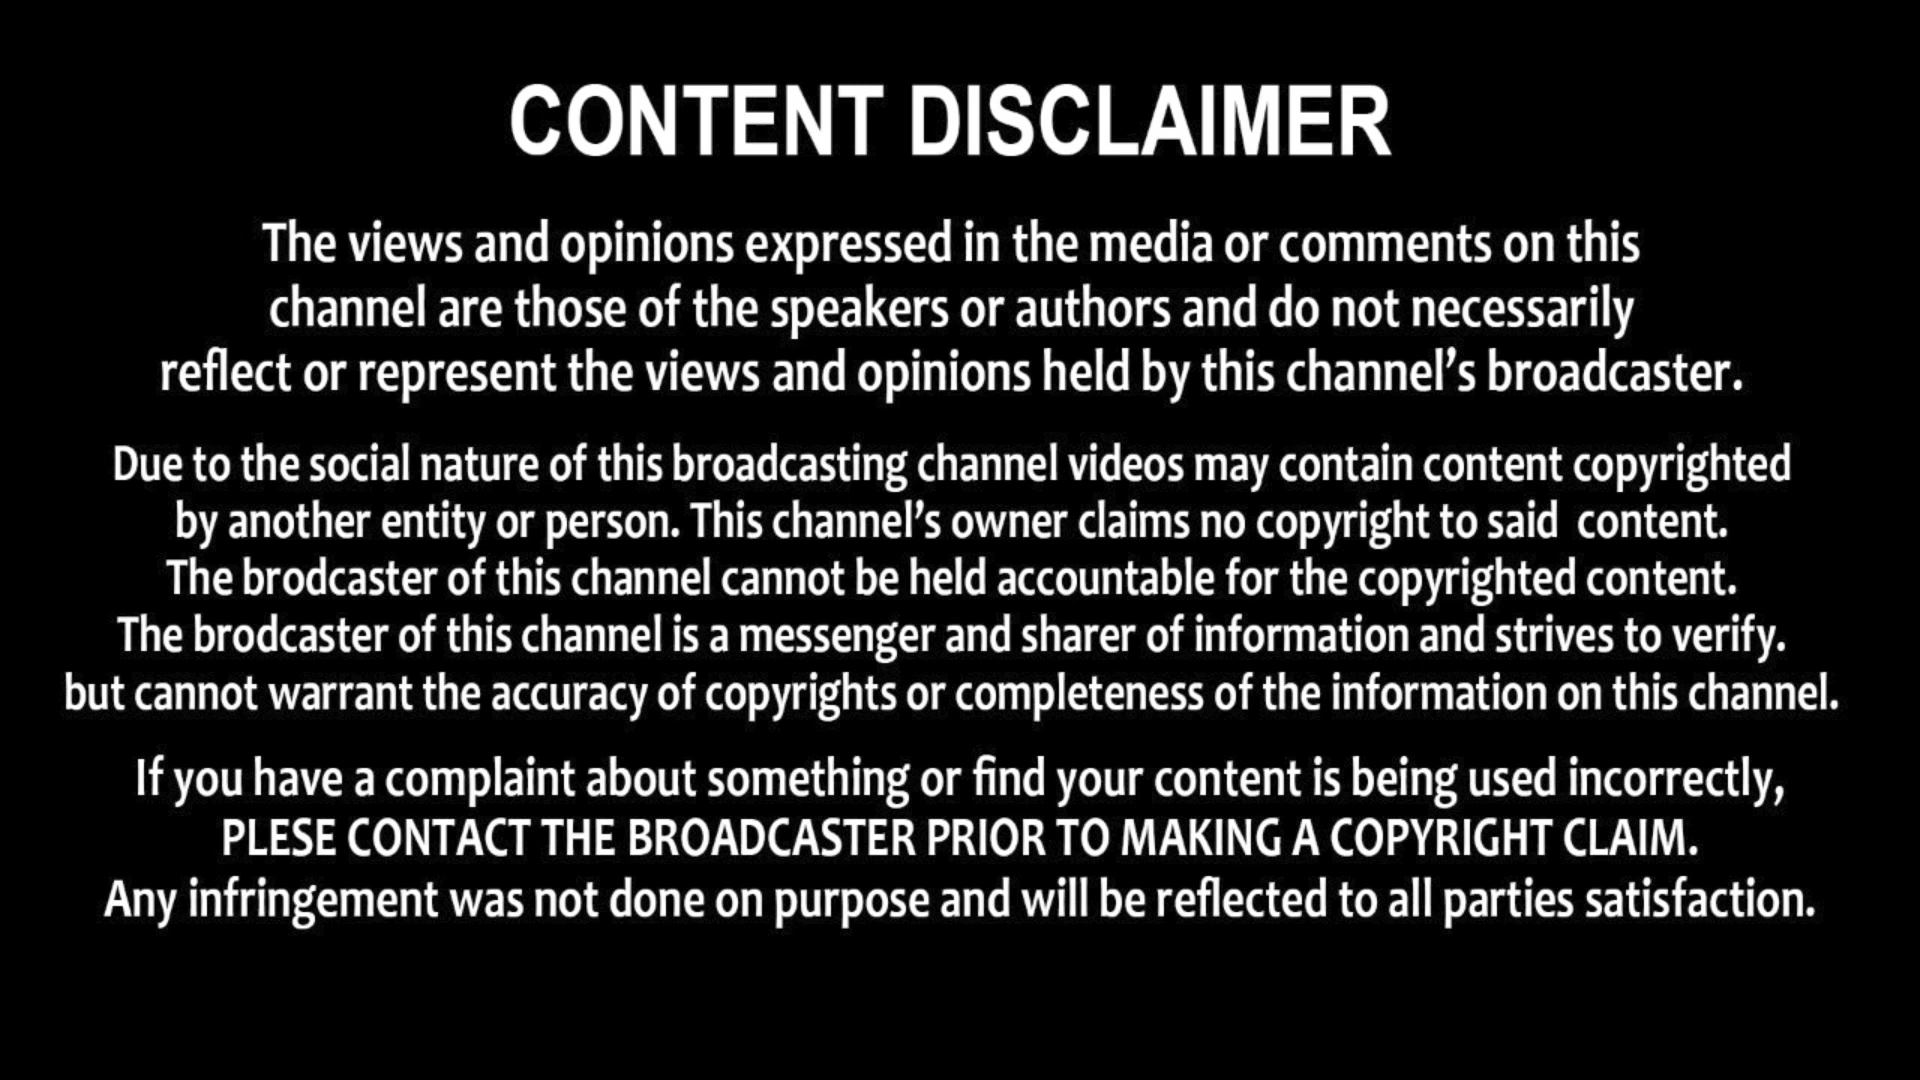 CONTENT DISCLAIMER
The views and opinions expressed in the media or comments on this
channel are those of the speakers or authors and do not necessarily
reflect or represent the views and opinions held by this channel’s broadcaster.
Due to the social nature of this broadcasting channel videos may contain content copyrighted
by another entity or person. This channel’s owner claims no copyright to said content.
The brodcaster of this channel cannot be held accountable for the copyrighted content.
The brodcaster of this channel is a messenger and sharer of information and strives to verify.
but cannot warrant the accuracy of copyrights or completeness of the information on this channel.
If you have a complaint about something or find your content is being used incorrectly,
PLESE CONTACT THE BROADCASTER PRIOR TO MAKING A COPYRIGHT CLAIM.
Any infringement was not done on purpose and will be reflected to all parties satisfaction.